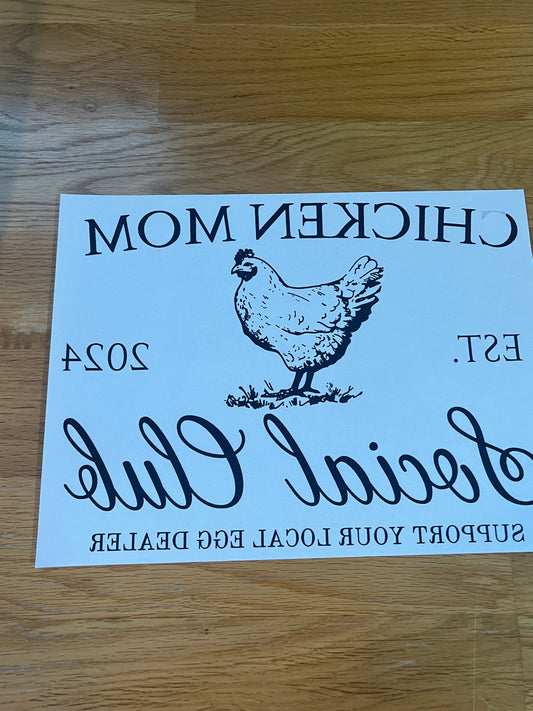 CHICKEN MOM
EST. 2024
Social Club
SUPPORT YOUR LOCAL EGG DEALER